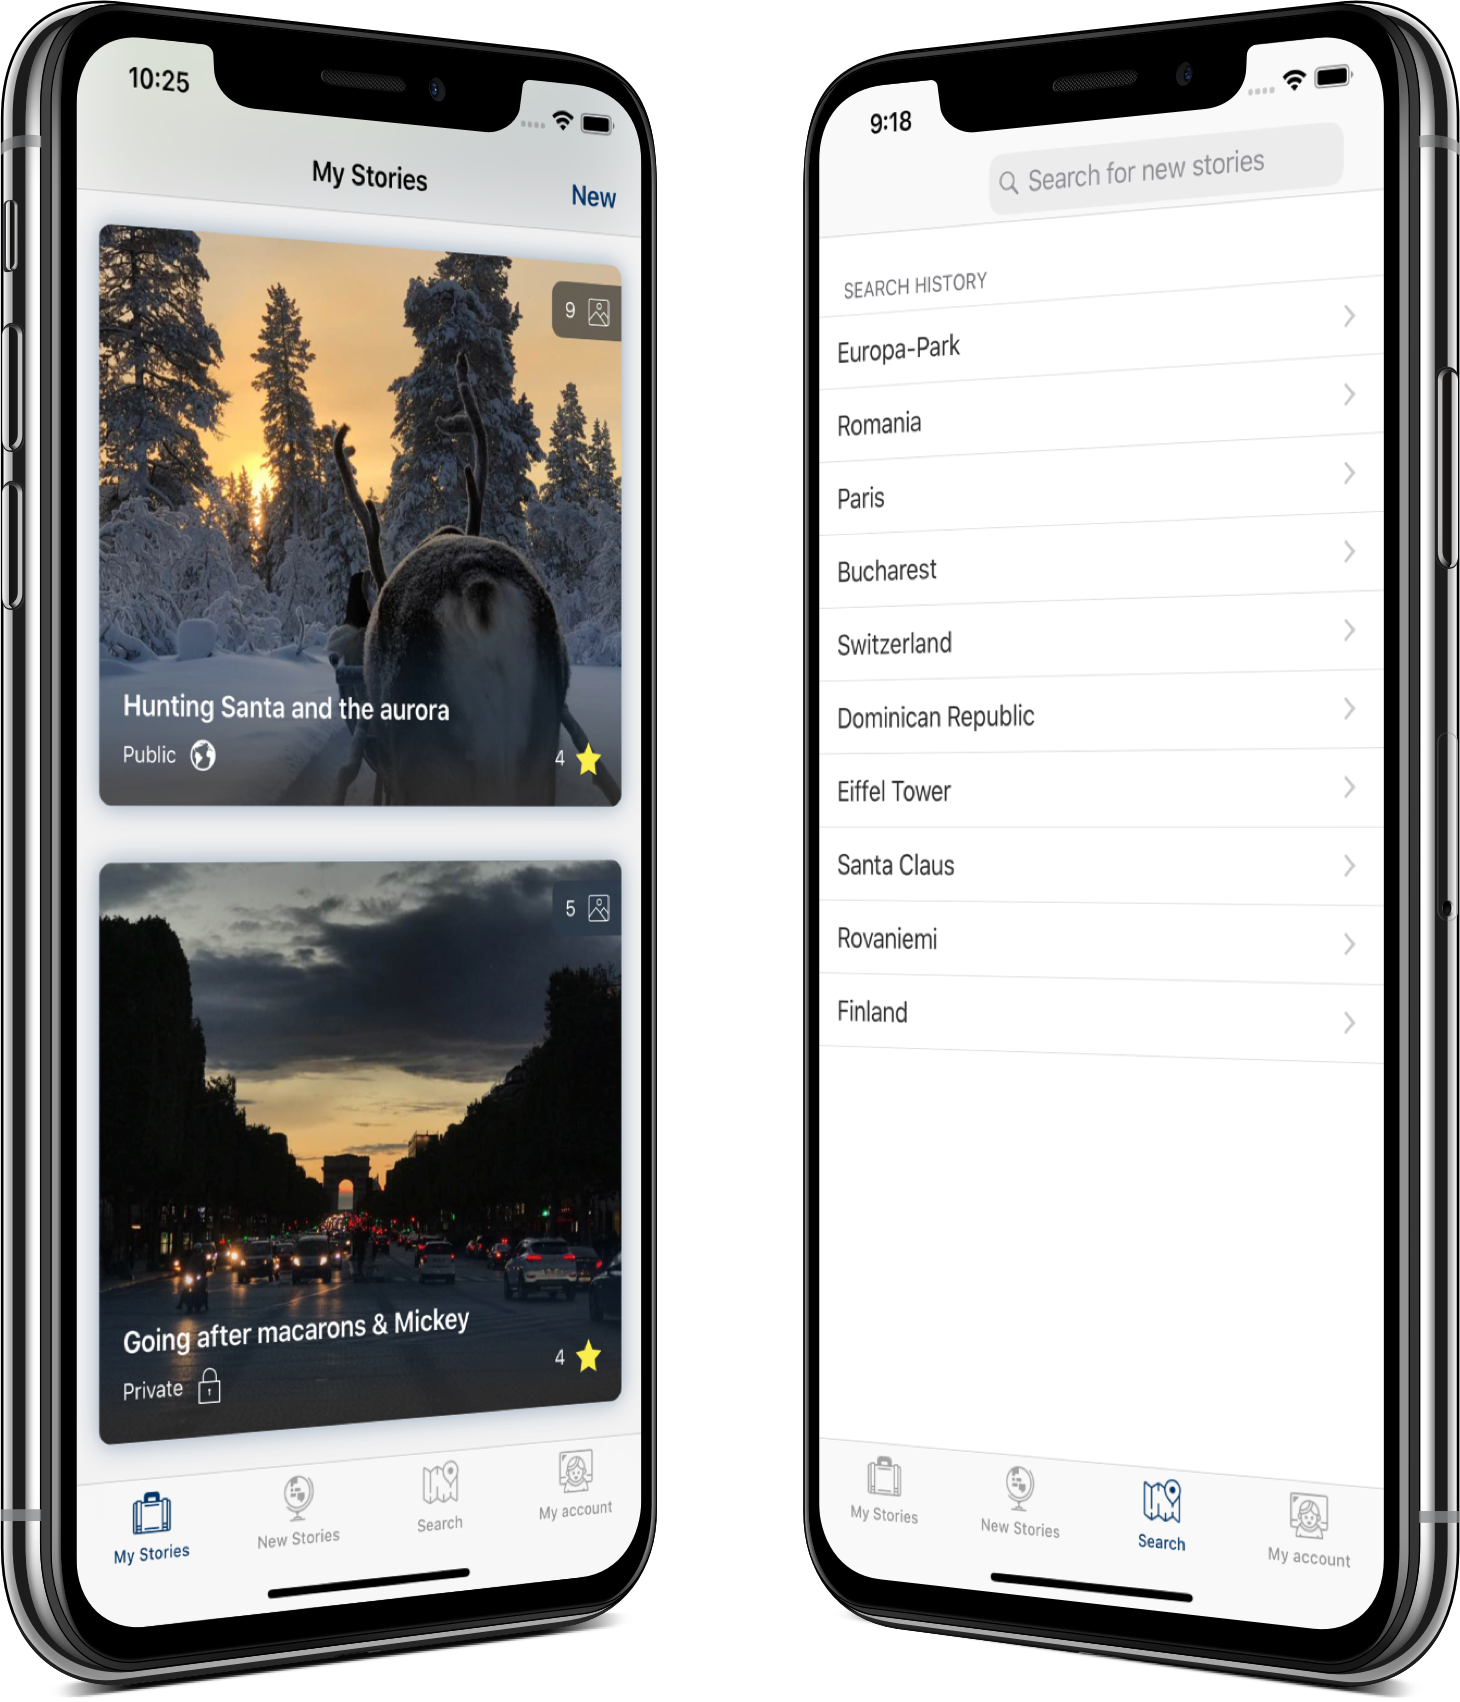 10:25
My Stories
New
9
Hunting Santa and the aurora
Public
4
5
Going after macarons & Mickey
Private
4
My Stories
New Stories
Search
My account
9:18
Search for new stories
SEARCH HISTORY
Europa-Park
Romania
Paris
Bucharest
Switzerland
Dominican Republic
Eiffel Tower
Santa Claus
Rovaniemi
Finland
My Stories
New Stories
Search
My account